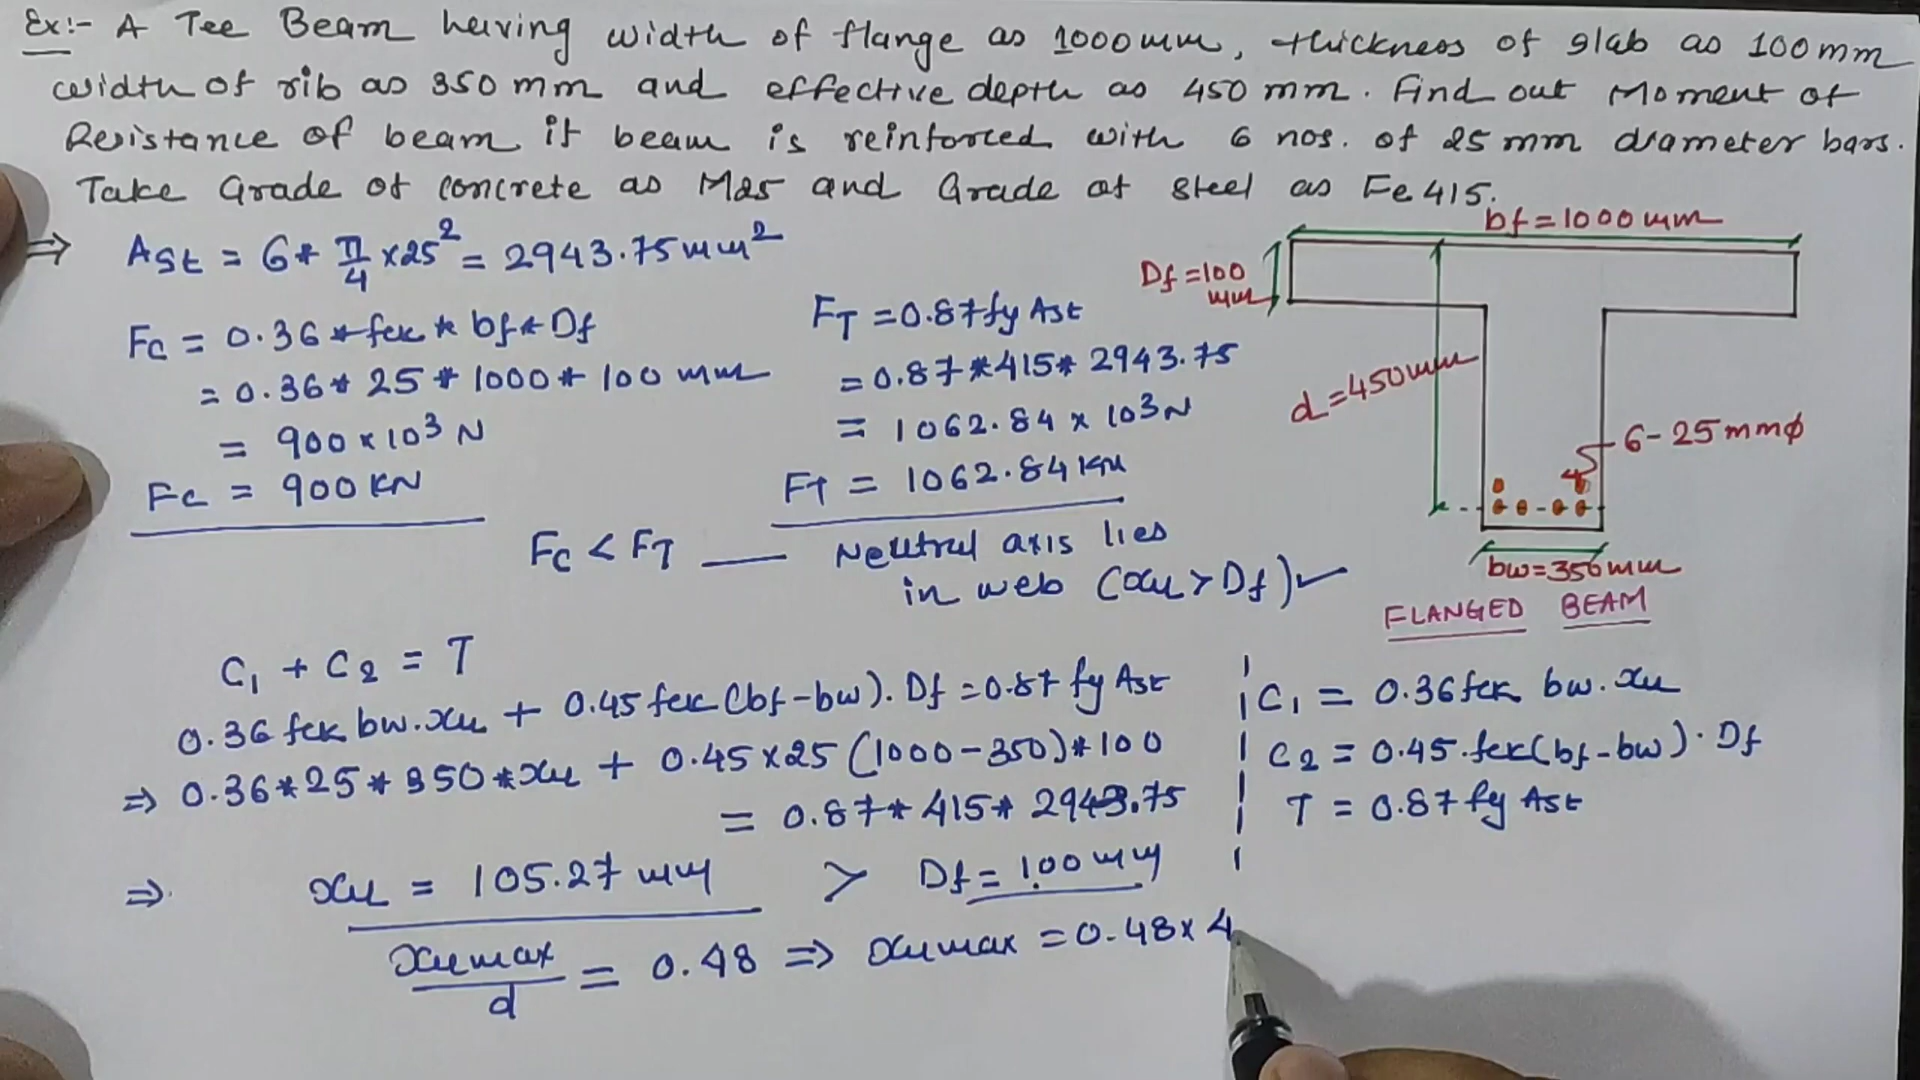 Ex:- A Tee Beam having width of flange as 1000mm, thickness of slab as 100mm
width of rib as 350 mm and effective depth as 450 mm. Find out Moment of
Resistance of beam if beam is reinforced with 6 nos. of 25 mm diameter bars.
Take Grade of concrete as M25 and Grade of Steel as Fe 415.
⇒ Ast = 6 * π/4 × 25² = 2943.75 mm²
Fc = 0.36 * fck * bf * Df
= 0.36 * 25 * 1000 * 100 mm
= 900 × 10³ N
Fc = 900 KN
FT = 0.87 fy Ast
= 0.87 * 415 * 2943.75
= 1062.84 × 10³ N
FT = 1062.84 KN
bf = 1000 mm
Df = 100
mm
d = 450mm
6 - 25 mmϕ
bw = 350mm
FLANGED BEAM
Fc < FT — Neutral axis lies
in web (xu > Df) ✓
C1 + C2 = T
0.36 fck bw.xu + 0.45 fck (bf - bw). Df = 0.87 fy Ast
⇒ 0.36 * 25 * 350 * xu + 0.45 × 25 (1000 - 350) * 100
= 0.87 * 415 * 2943.75
C1 = 0.36 fck bw. xu
C2 = 0.45. fck (bf - bw) . Df
T = 0.87 fy Ast
⇒ xu = 105.27 mm > Df = 100 mm
xumax/d = 0.48 ⇒ xumax = 0.48 × 4